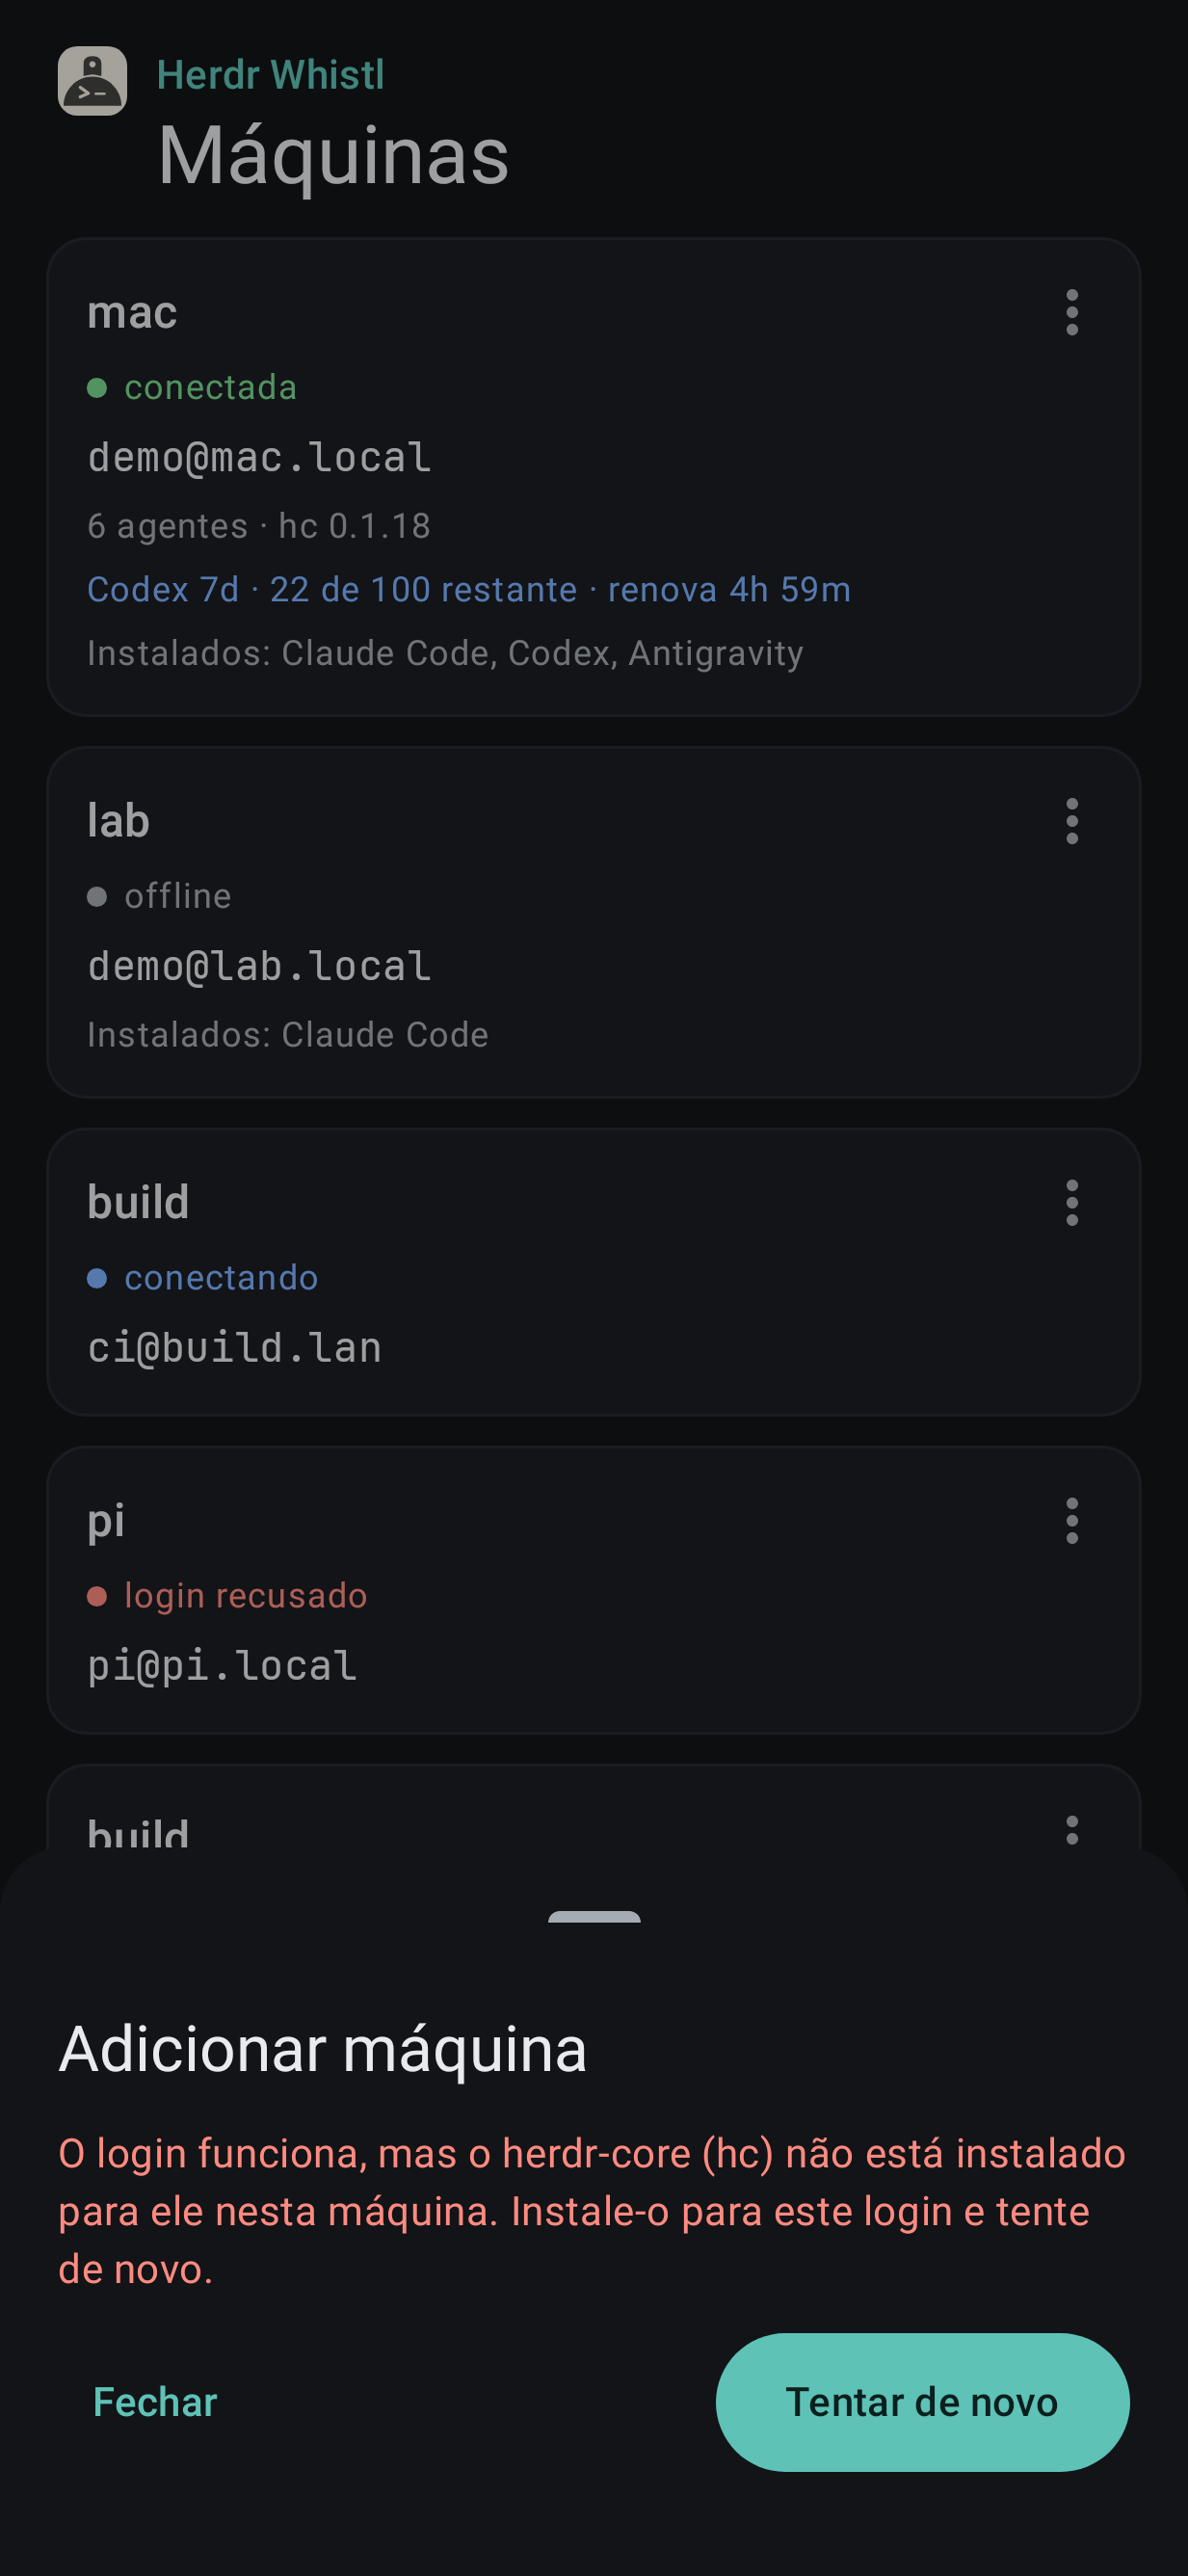 Herdr Whistl
Máquinas
mac
conectada
demo@mac.local
6 agentes · hc 0.1.18
Codex 7d · 22 de 100 restante · renova 4h 59m
Instalados: Claude Code, Codex, Antigravity
lab
offline
demo@lab.local
Instalados: Claude Code
build
conectando
ci@build.lan
pi
login recusado
pi@pi.local
build
Adicionar máquina
O login funciona, mas o herdr-core (hc) não está instalado
para ele nesta máquina. Instale-o para este login e tente
de novo.
Fechar
Tentar de novo